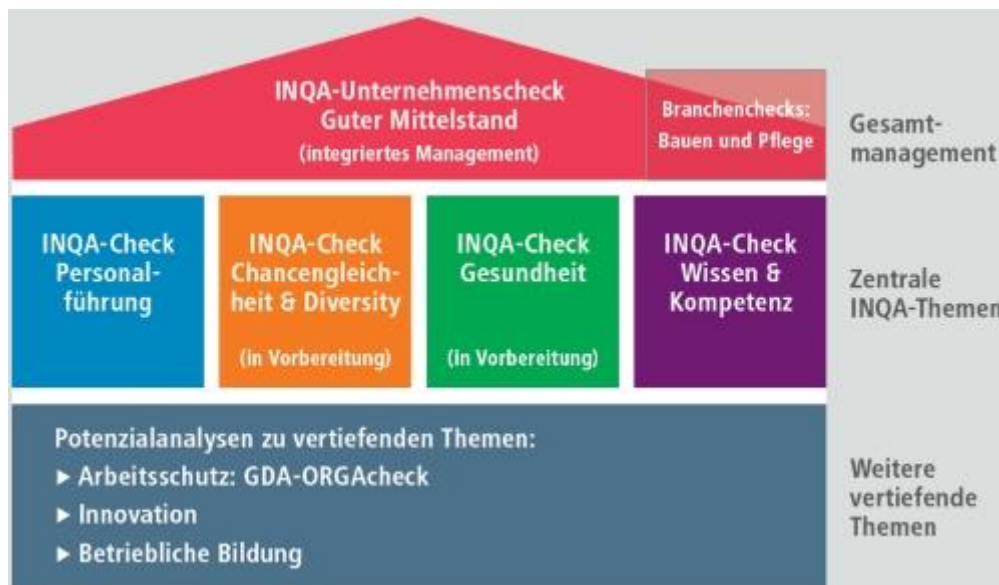 INQA-Unternehmenscheck
Guter Mittelstand
(integriertes Management)
Branchenchecks:
Bauen und Pflege
Gesamt-
management
INQA-Check
Personal-
führung
INQA-Check
Chancengleich-
heit & Diversity
(in Vorbereitung)
INQA-Check
Gesundheit
(in Vorbereitung)
INQA-Check
Wissen &
Kompetenz
Zentrale
INQA-Themen
Potenzialanalysen zu vertiefenden Themen:
▶ Arbeitsschutz: GDA-ORGAcheck
▶ Innovation
▶ Betriebliche Bildung
Weitere
vertiefende
Themen